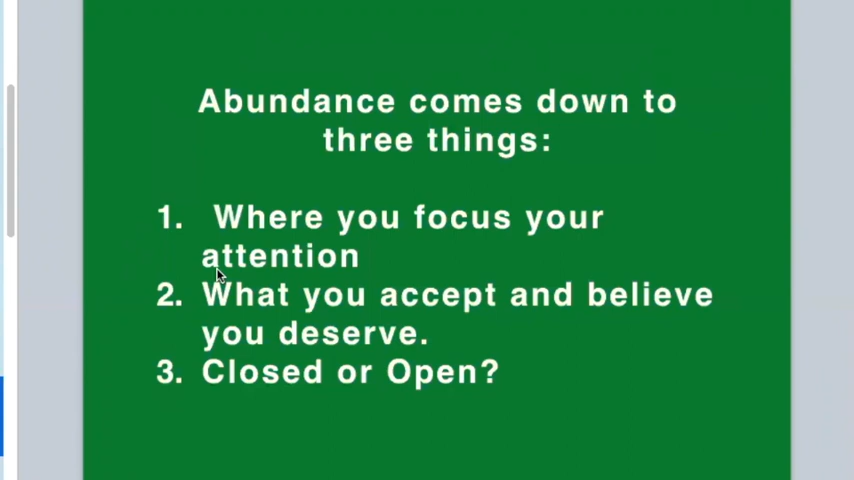 Abundance comes down to
three things:
1. Where you focus your
attention
2. What you accept and believe
you deserve.
3. Closed or Open?